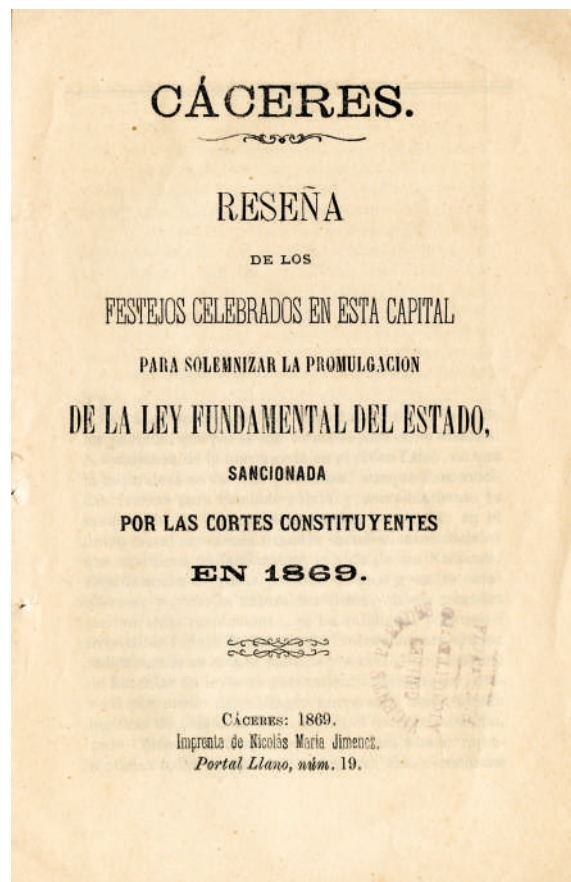 CÁCERES.
RESEÑA
DE LOS
FESTEJOS CELEBRADOS EN ESTA CAPITAL
PARA SOLEMNIZAR LA PROMULGACION
DE LA LEY FUNDAMENTAL DEL ESTADO,
SANCIONADA
POR LAS CORTES CONSTITUYENTES
EN 1869.
CÁCERES: 1869.
Imprenta de Nicolás María Jimenez.
Portal Llano, núm. 19.